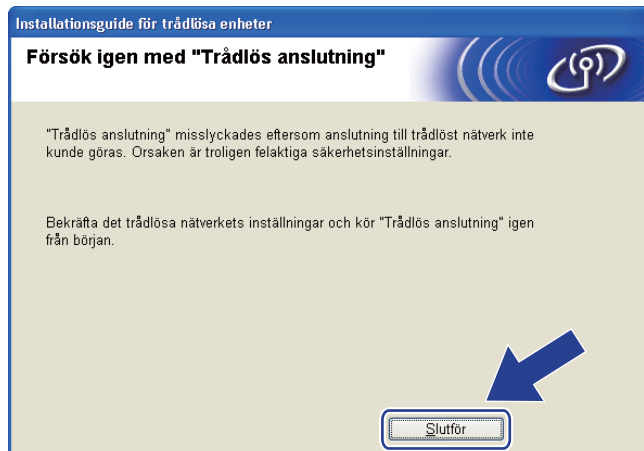 Installationsguide för trådlösa enheter
Försök igen med "Trådlös anslutning"
"Trådlös anslutning" misslyckades eftersom anslutning till trådlöst nätverk inte
kunde göras. Orsaken är troligen felaktiga säkerhetsinställningar.
Bekräfta det trådlösa nätverkets inställningar och kör "Trådlös anslutning" igen
från början.
Slutför